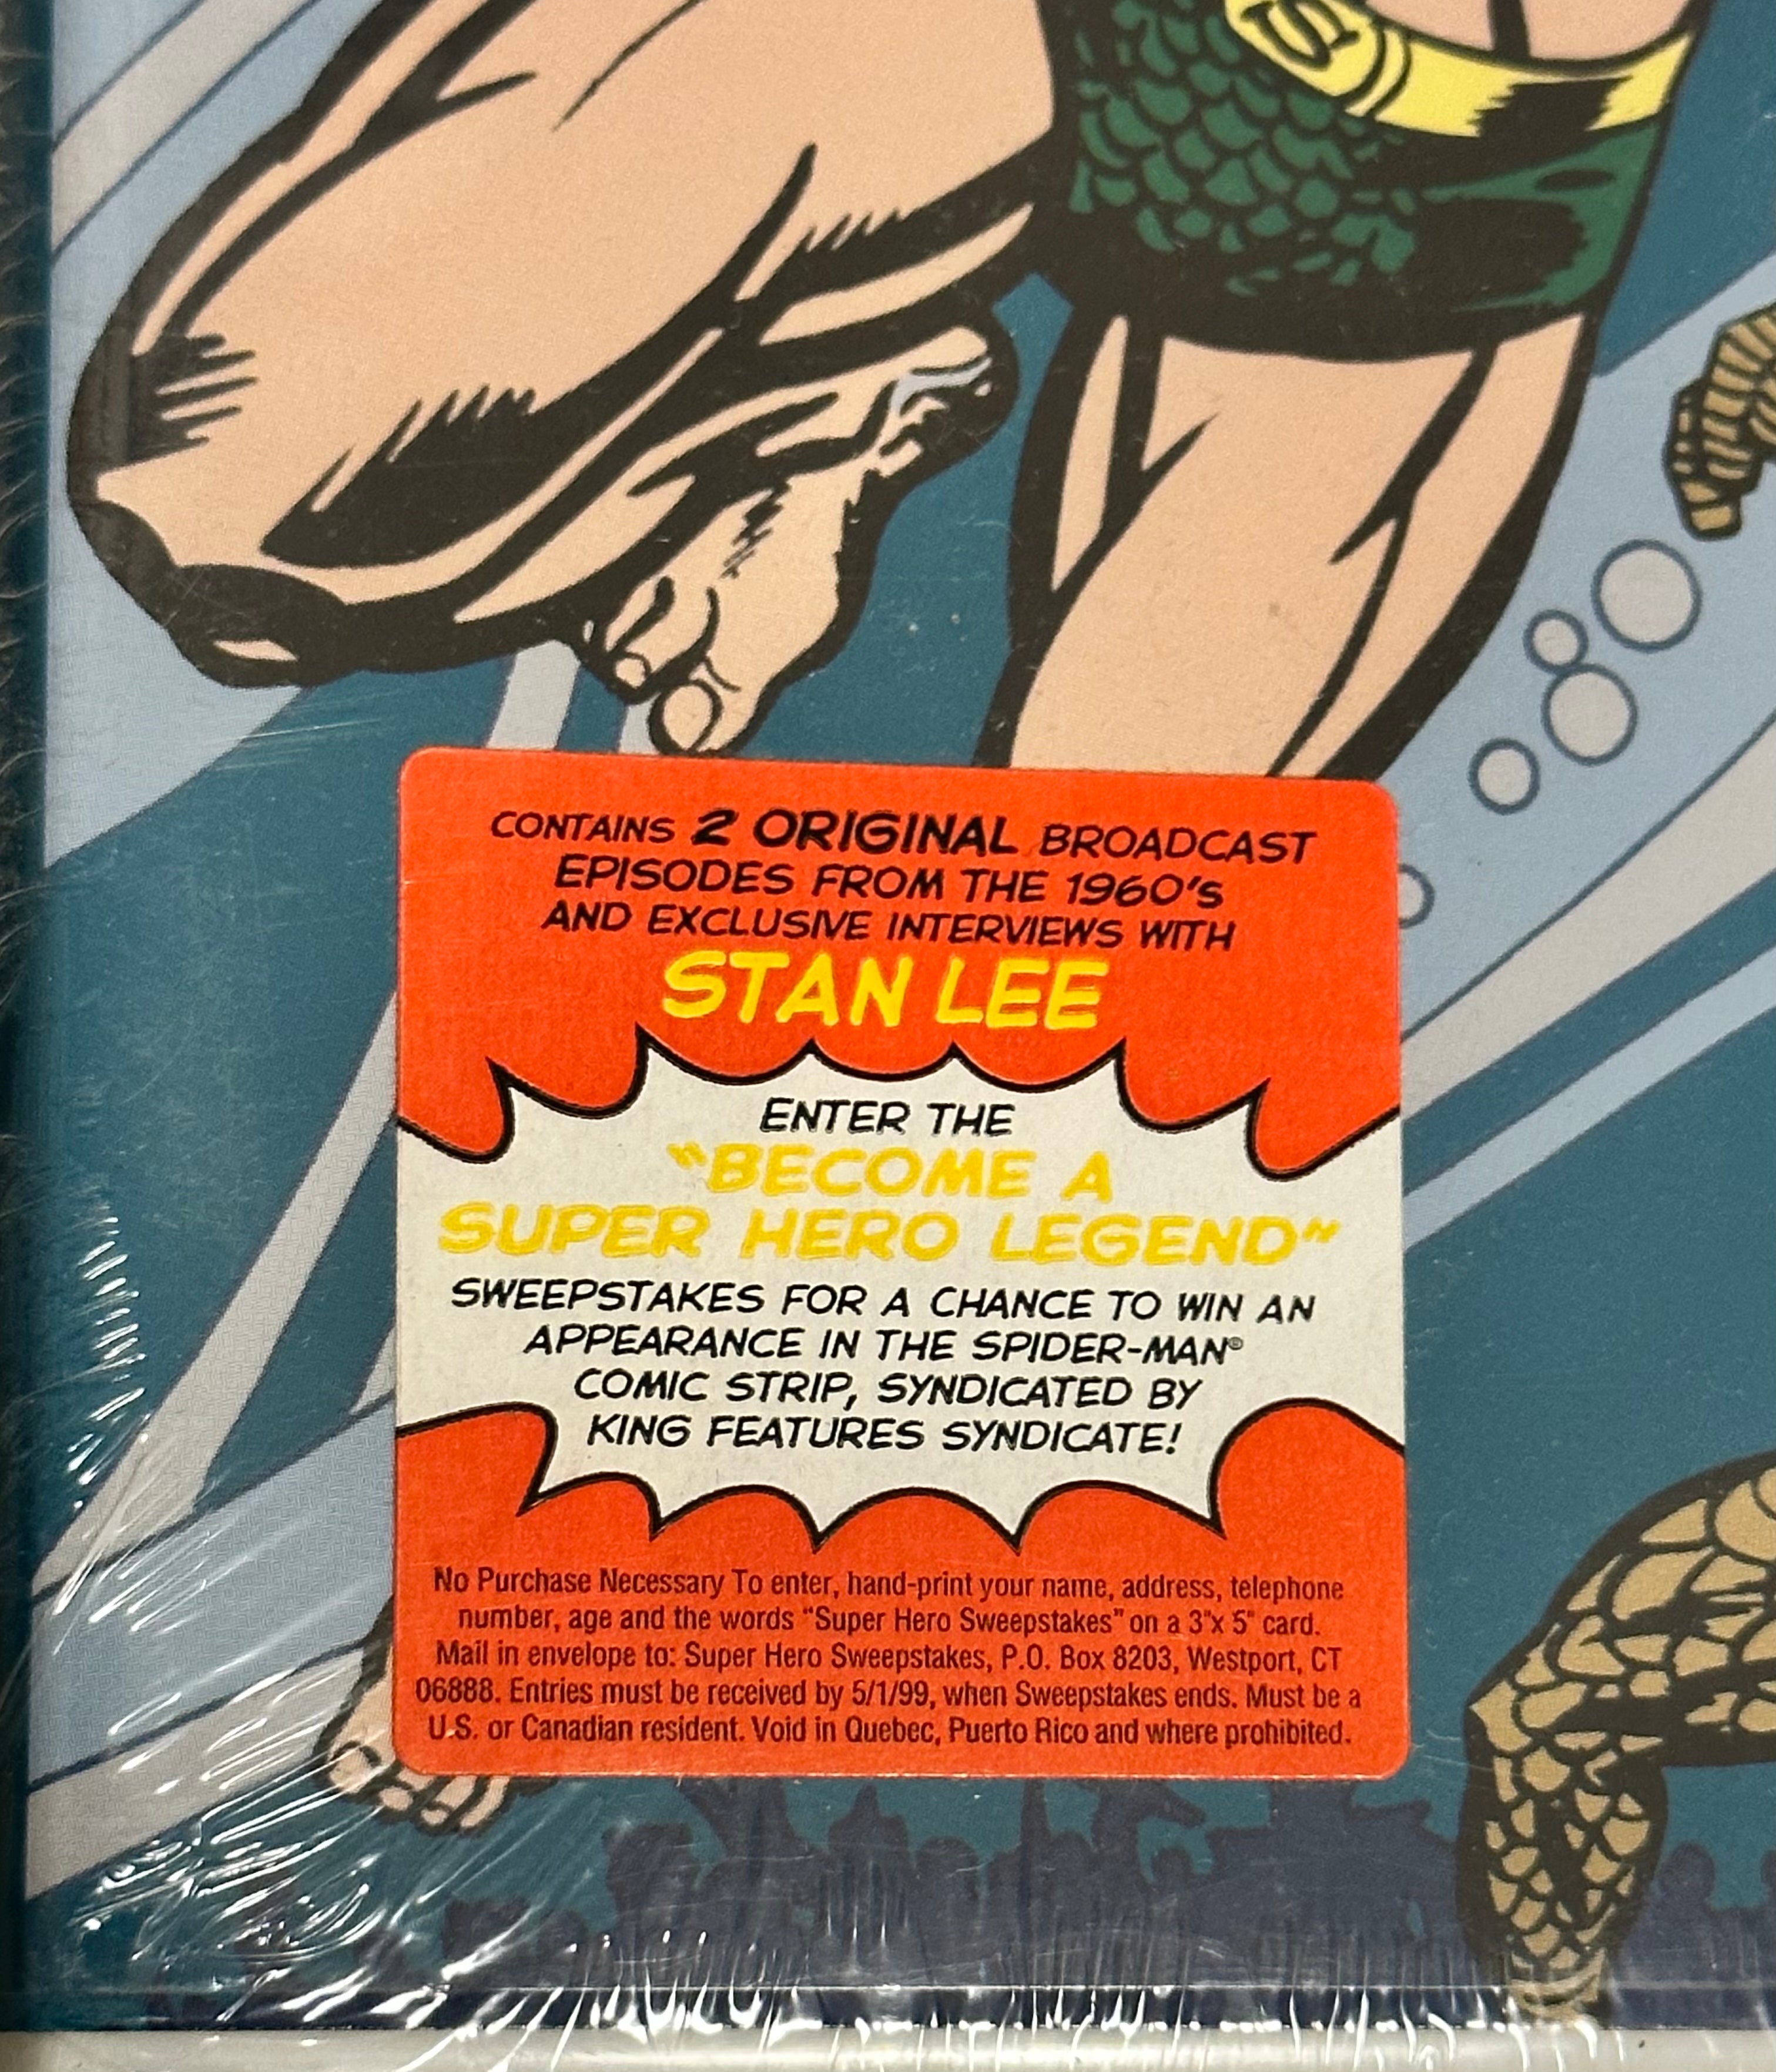 CONTAINS 2 ORIGINAL BROADCAST
EPISODES FROM THE 1960'S
AND EXCLUSIVE INTERVIEWS WITH
STAN LEE
ENTER THE
"BECOME A
SUPER HERO LEGEND"
SWEEPSTAKES FOR A CHANCE TO WIN AN
APPEARANCE IN THE SPIDER-MAN®
COMIC STRIP, SYNDICATED BY
KING FEATURES SYNDICATE!
No Purchase Necessary To enter, hand-print your name, address, telephone
number, age and the words "Super Hero Sweepstakes" on a 3"x 5" card.
Mail in envelope to: Super Hero Sweepstakes, P.O. Box 8203, Westport, CT
06888. Entries must be received by 5/1/99, when Sweepstakes ends. Must be a
U.S. or Canadian resident. Void in Quebec, Puerto Rico and where prohibited.